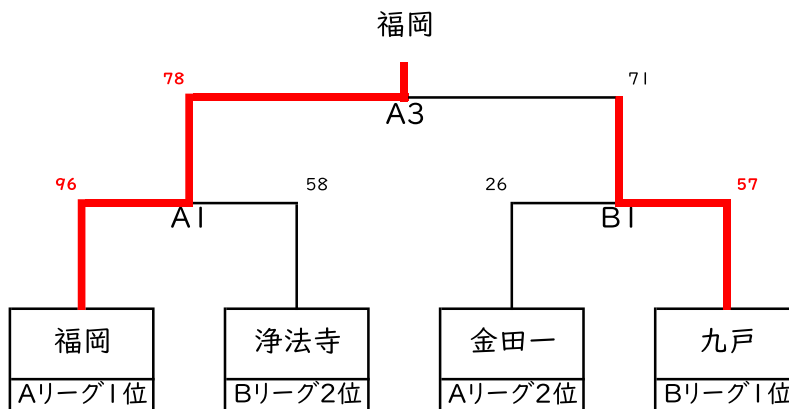 福岡
78
71
A3
96
58
26
57
A1
B1
福岡
浄法寺
金田一
九戸
Aリーグ1位
Bリーグ2位
Aリーグ2位
Bリーグ1位